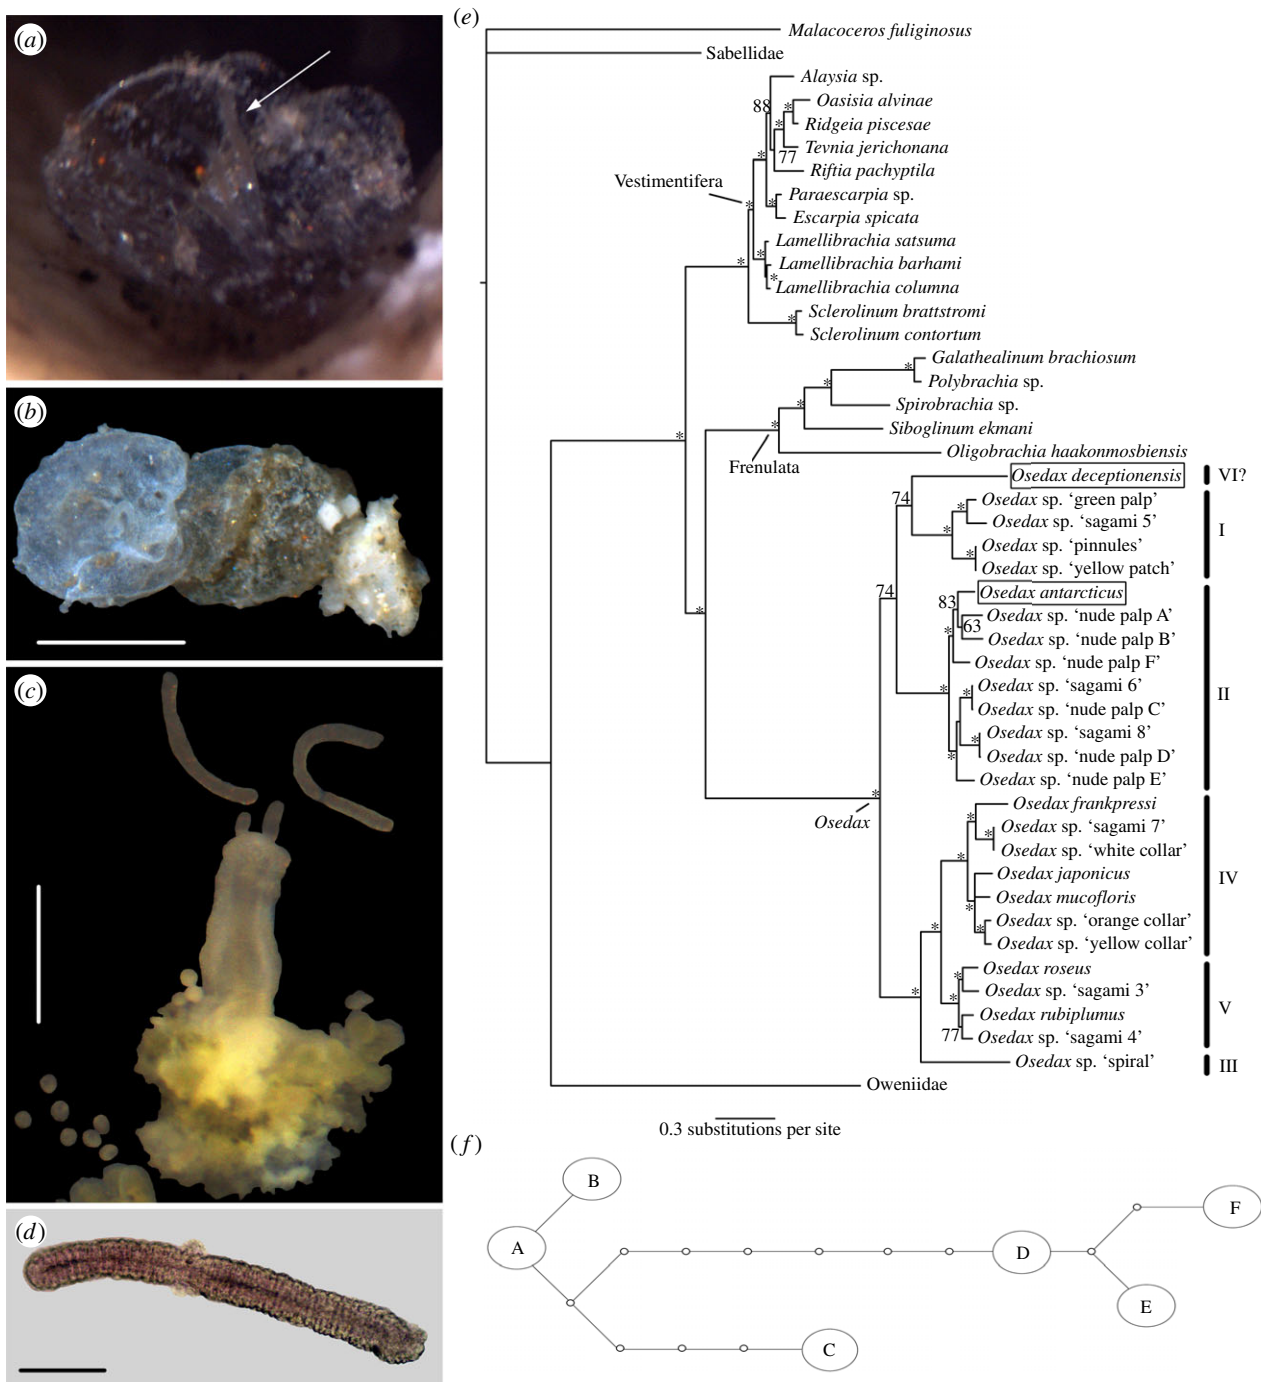 (a)
(b)
(c)
(d)
(e)
Malacoceros fuliginosus
Sabellidae
Alaysia sp.
88
*
Oasisia alvinae
*
Ridgeia piscesae
Tevnia jerichonana
77
*
Riftia pachyptila
Vestimentifera
*
Paraescarpia sp.
*
Escarpia spicata
Lamellibrachia satsuma
*
Lamellibrachia barhami
*
*
Lamellibrachia columna
Sclerolinum brattstromi
*
Sclerolinum contortum
Galathealinum brachiosum
*
Polybrachia sp.
*
Spirobrachia sp.
*
Siboglinum ekmani
*
*
Oligobrachia haakonmosbiensis
Frenulata
Osedax deceptionensis
VI?
74
Osedax sp. ‘green palp’
*
Osedax sp. ‘sagami 5’
*
I
Osedax sp. ‘pinnules’
*
Osedax sp. ‘yellow patch’
74
Osedax antarcticus
83
*
Osedax sp. ‘nude palp A’
63
*
Osedax sp. ‘nude palp B’
Osedax sp. ‘nude palp F’
*
Osedax sp. ‘sagami 6’
*
II
Osedax sp. ‘nude palp C’
Osedax sp. ‘sagami 8’
*
Osedax sp. ‘nude palp D’
*
Osedax sp. ‘nude palp E’
*
Osedax
Osedax frankpressi
*
Osedax sp. ‘sagami 7’
*
Osedax sp. ‘white collar’
*
Osedax japonicus
IV
Osedax mucofloris
*
Osedax sp. ‘orange collar’
*
*
Osedax sp. ‘yellow collar’
Osedax roseus
*
Osedax sp. ‘sagami 3’
*
*
V
Osedax rubiplumus
77
Osedax sp. ‘sagami 4’
Osedax sp. ‘spiral’
III
Oweniidae
0.3 substitutions per site
(f)
B
A
D
F
E
C